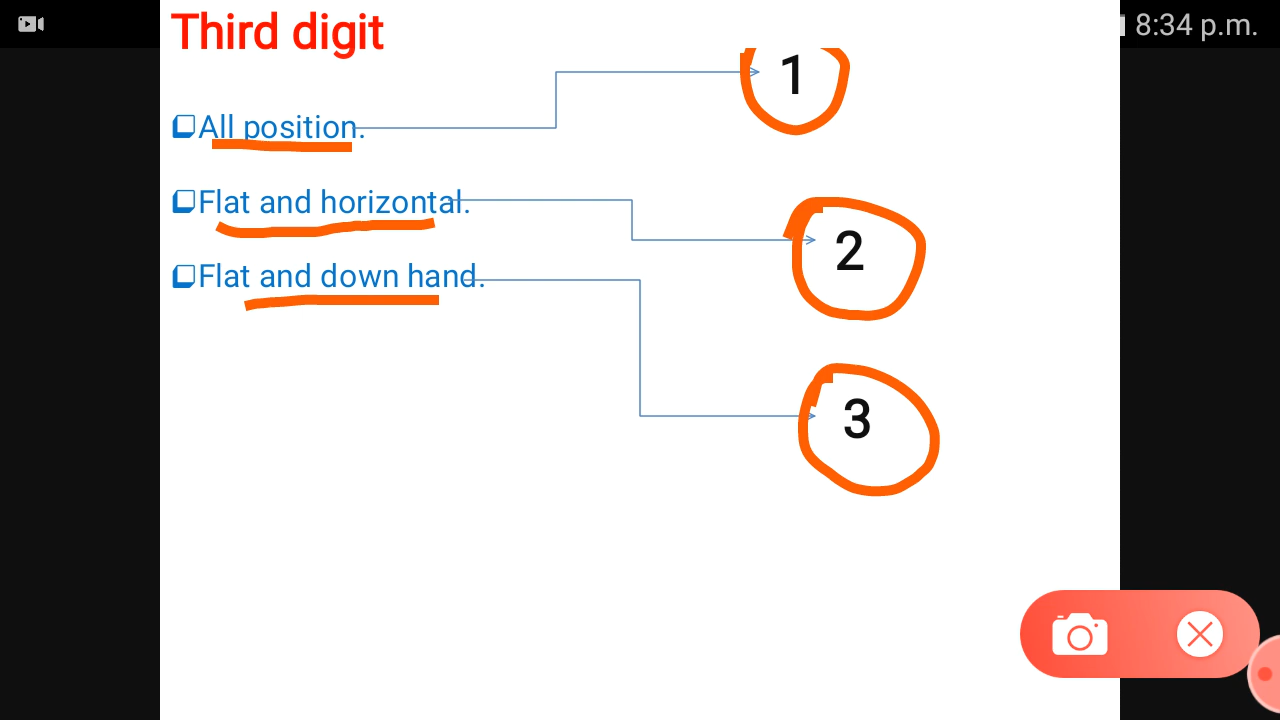 Third digit
8:34 p.m.
1
All position.
Flat and horizontal.
2
Flat and down hand.
3